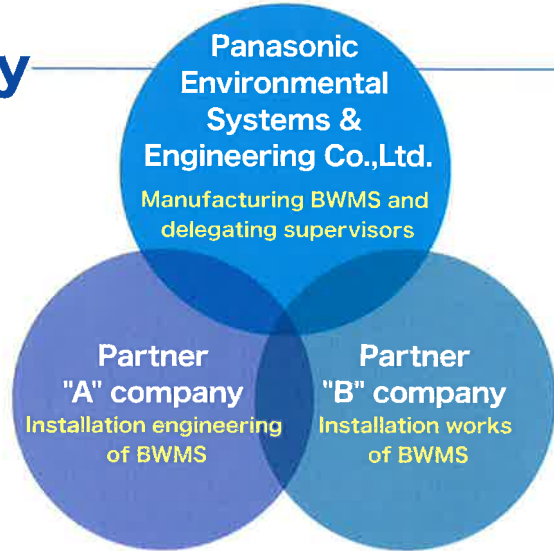 y
Panasonic
Environmental
Systems &
Engineering Co.,Ltd.
Manufacturing BWMS and
delegating supervisors
Partner
"A" company
Installation engineering
of BWMS
Partner
"B" company
Installation works
of BWMS